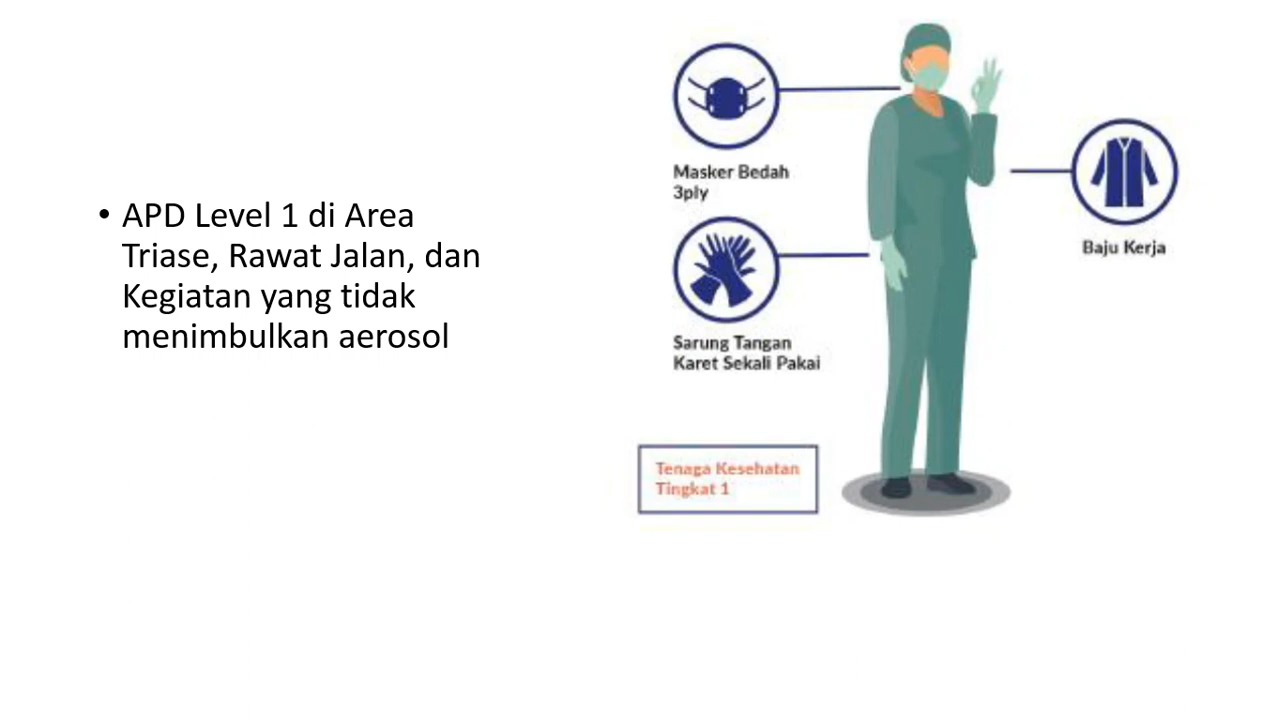 • APD Level 1 di Area
Triase, Rawat Jalan, dan
Kegiatan yang tidak
menimbulkan aerosol
Masker Bedah
3ply
Baju Kerja
Sarung Tangan
Karet Sekali Pakai
Tenaga Kesehatan
Tingkat 1